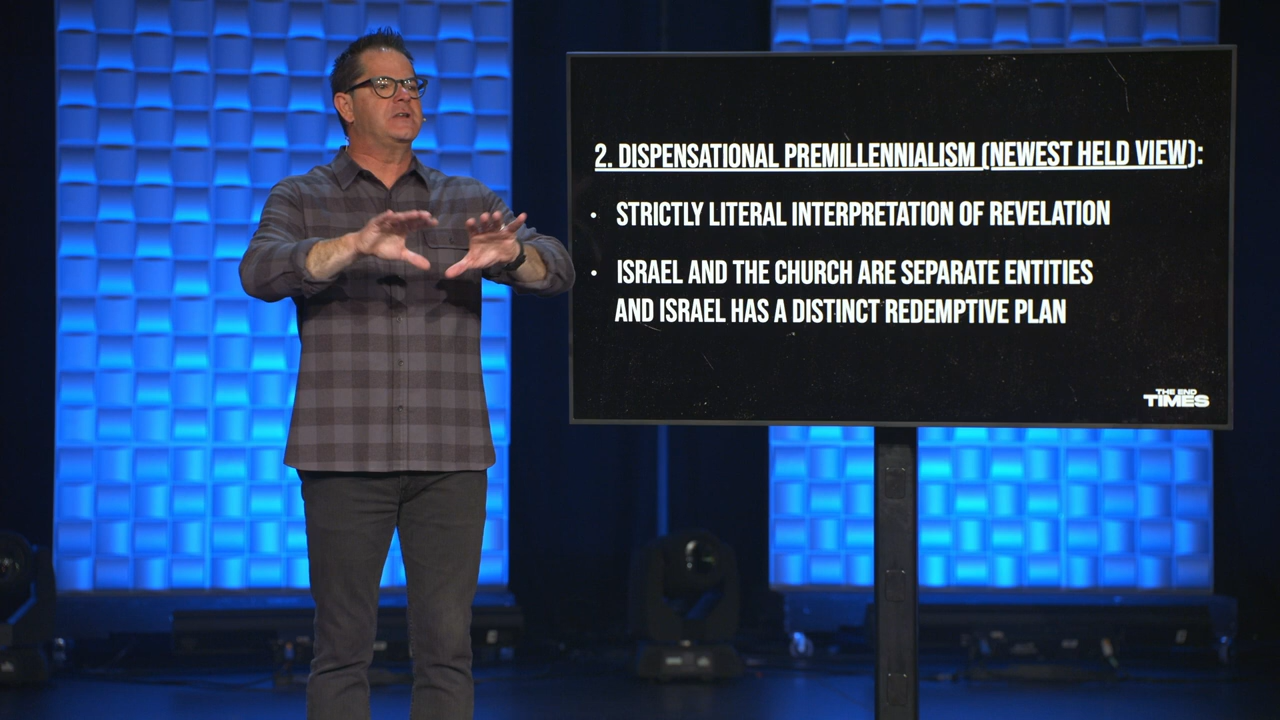 2. DISPENSATIONAL PREMILLENNIALISM (NEWEST HELD VIEW):
• STRICTLY LITERAL INTERPRETATION OF REVELATION
• ISRAEL AND THE CHURCH ARE SEPARATE ENTITIES
AND ISRAEL HAS A DISTINCT REDEMPTIVE PLAN
THE END
TIMES